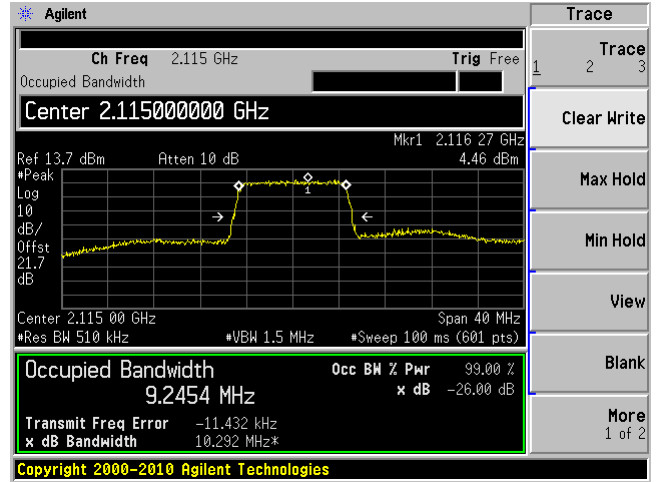 Agilent
Trace
Ch Freq 2.115 GHz Trig Free
Occupied Bandwidth
Center 2.115000000 GHz
Mkr1 2.116 27 GHz
Ref 13.7 dBm Atten 10 dB 4.46 dBm
#Peak
Log
10
dB/
Offst
21.7
dB
1
Center 2.115 00 GHz Span 40 MHz
#Res BW 510 kHz #VBW 1.5 MHz #Sweep 100 ms (601 pts)
Occupied Bandwidth
9.2454 MHz
Occ BW % Pwr 99.00 %
x dB -26.00 dB
Transmit Freq Error -11.432 kHz
x dB Bandwidth 10.292 MHz*
Copyright 2000-2010 Agilent Technologies
Trace
1 2 3
Clear Write
Max Hold
Min Hold
View
Blank
More
1 of 2